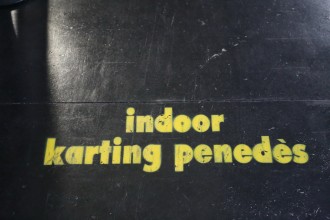 indoor
karting penedès